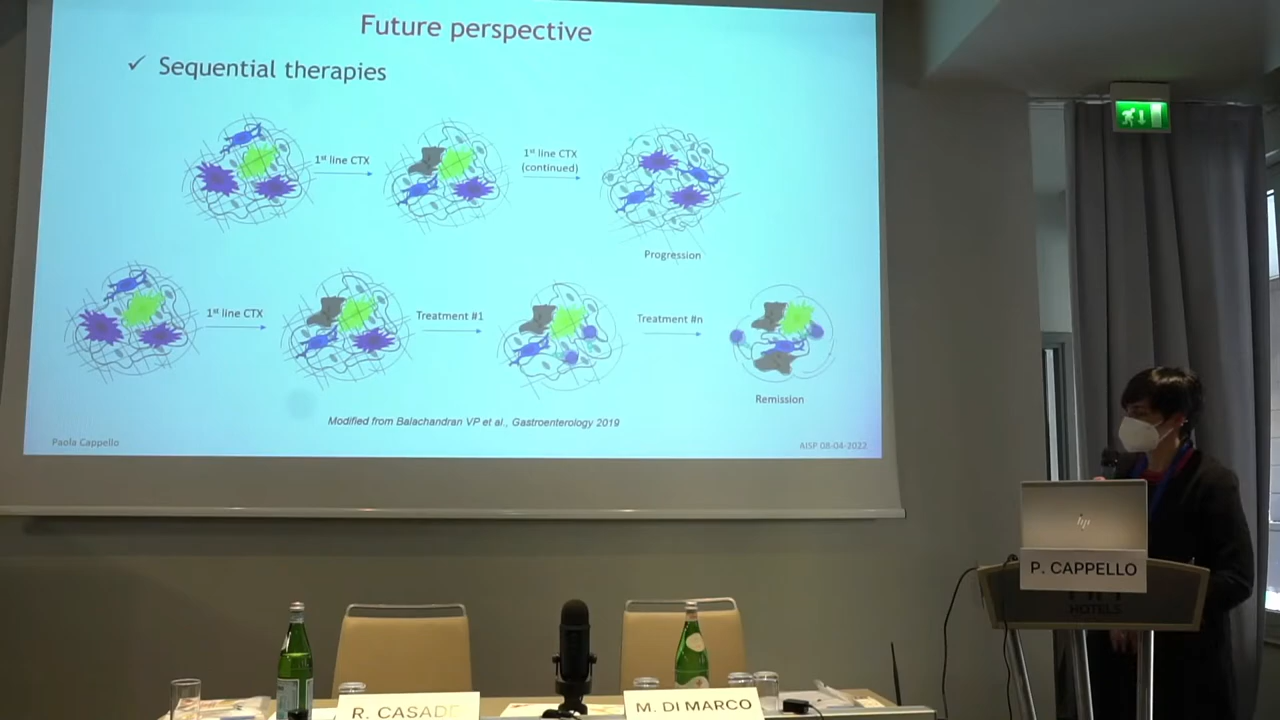 Future perspective
✓ Sequential therapies
1st line CTX
1st line CTX
(continued)
Progression
1st line CTX
Treatment #1
Treatment #n
Remission
Modified from Balachandran VP et al., Gastroenterology 2019
Paola Cappello
AISP 08-04-2022
hp
P. CAPPELLO
HOTELS
R. CASADE
M. DI MARCO